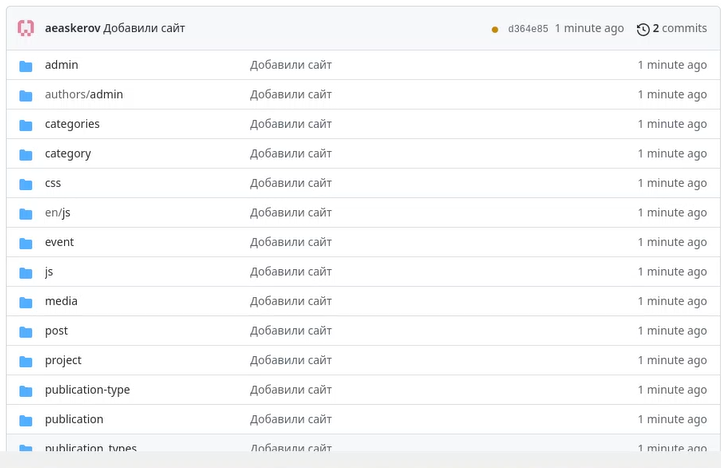 aeaskerov Добавили сайт d364e85 1 minute ago 2 commits
admin Добавили сайт 1 minute ago
authors/admin Добавили сайт 1 minute ago
categories Добавили сайт 1 minute ago
category Добавили сайт 1 minute ago
css Добавили сайт 1 minute ago
en/js Добавили сайт 1 minute ago
event Добавили сайт 1 minute ago
js Добавили сайт 1 minute ago
media Добавили сайт 1 minute ago
post Добавили сайт 1 minute ago
project Добавили сайт 1 minute ago
publication-type Добавили сайт 1 minute ago
publication Добавили сайт 1 minute ago
publication_types Добавили сайт 1 minute ago